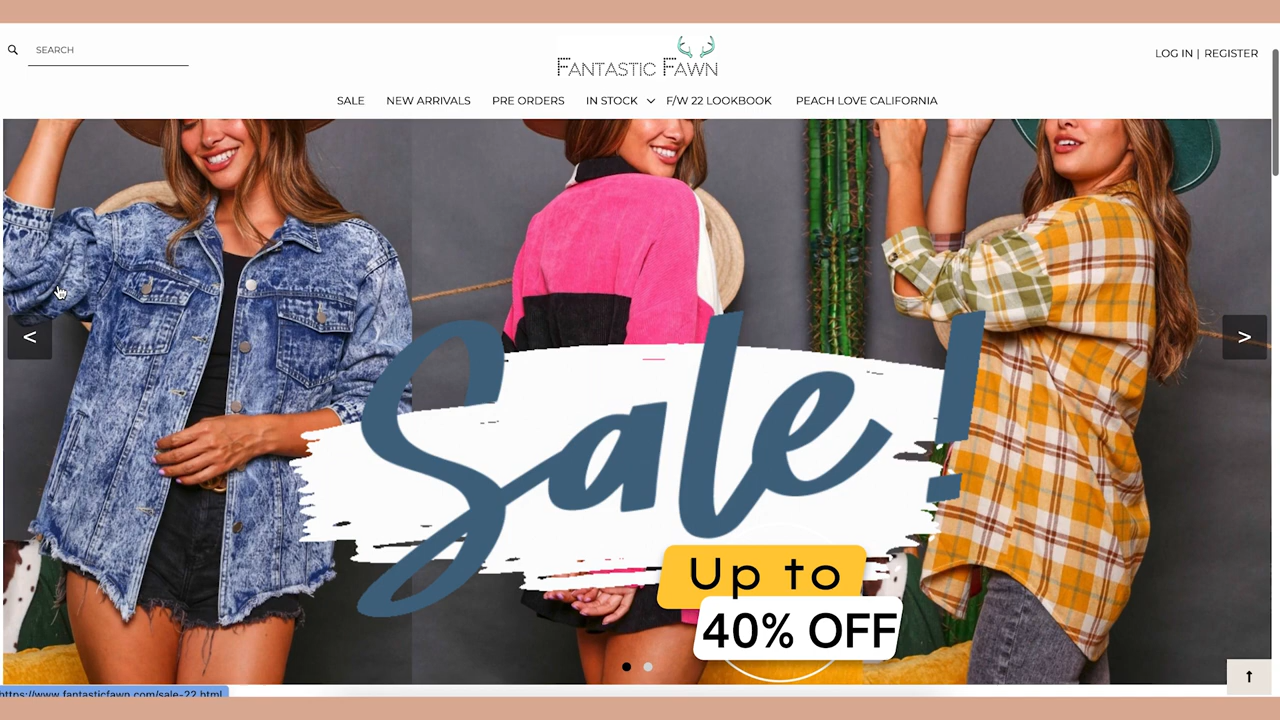 SEARCH
FANTASTIC FAWN
LOG IN | REGISTER
SALE NEW ARRIVALS PRE ORDERS IN STOCK F/W 22 LOOKBOOK PEACH LOVE CALIFORNIA
< >
Sale!
Up to
40% OFF
https://www.fantasticfawn.com/sale-22.html